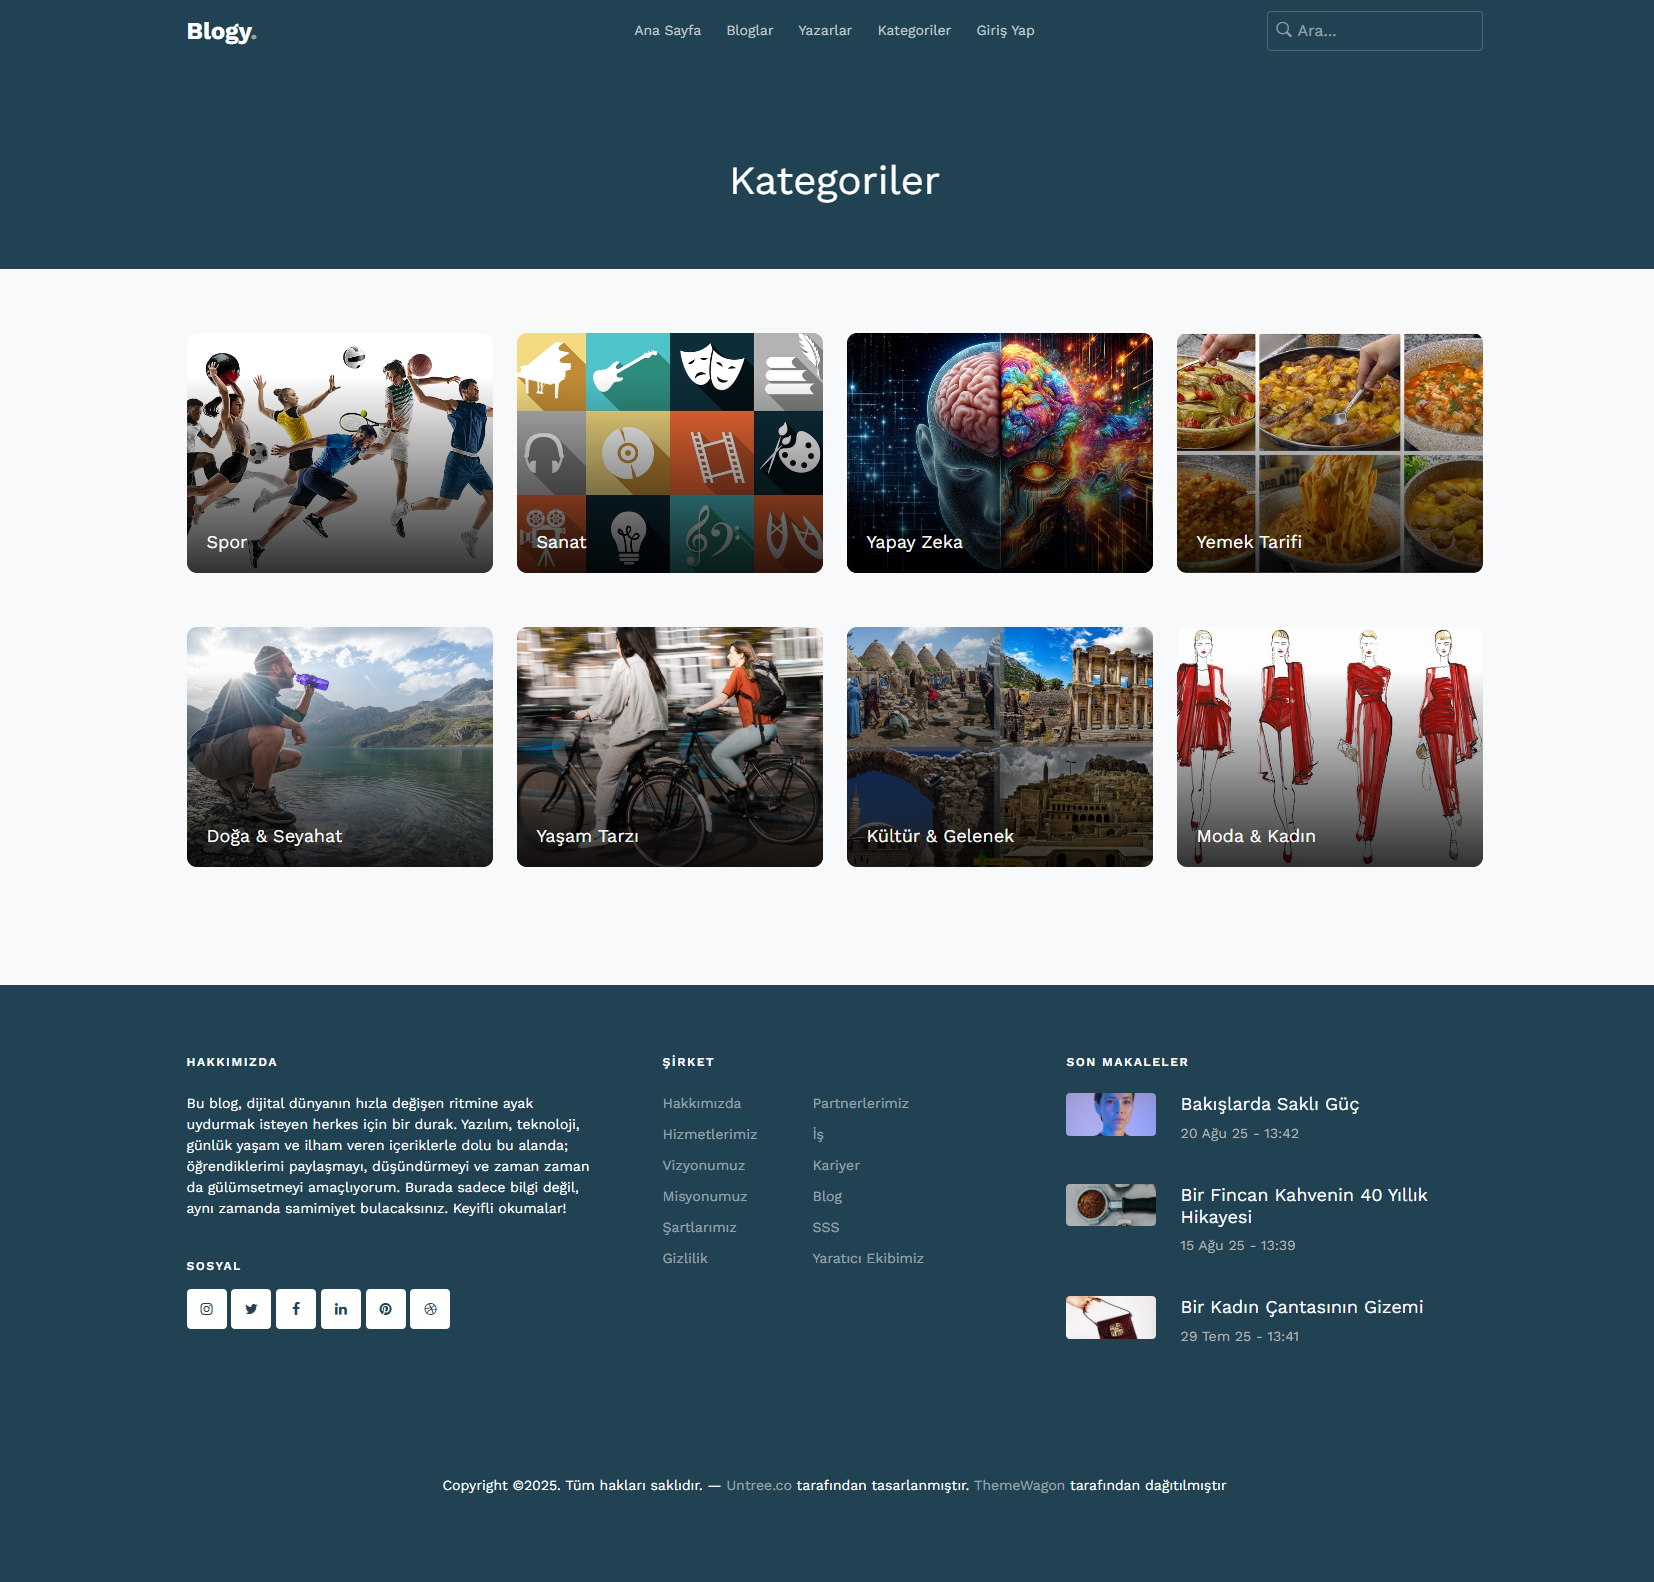 Blogy.
Ana Sayfa
Bloglar
Yazarlar
Kategoriler
Giriş Yap
Ara...
Kategoriler
Spor
Sanat
Yapay Zeka
Yemek Tarifi
Doğa & Seyahat
Yaşam Tarzı
Kültür & Gelenek
Moda & Kadın
HAKKIMIZDA
Bu blog, dijital dünyanın hızla değişen ritmine ayak
uydurmak isteyen herkes için bir durak. Yazılım, teknoloji,
günlük yaşam ve ilham veren içeriklerle dolu bu alanda;
öğrendiklerimi paylaşmayı, düşündürmeyi ve zaman zaman
da gülümsetmeyi amaçlıyorum. Burada sadece bilgi değil,
aynı zamanda samimiyet bulacaksınız. Keyifli okumalar!
SOSYAL
ŞİRKET
Hakkımızda
Hizmetlerimiz
Vizyonumuz
Misyonumuz
Şartlarımız
Gizlilik
Partnerlerimiz
İş
Kariyer
Blog
SSS
Yaratıcı Ekibimiz
SON MAKALELER
Bakışlarda Saklı Güç
20 Ağu 25 - 13:42
Bir Fincan Kahvenin 40 Yıllık
Hikayesi
15 Ağu 25 - 13:39
Bir Kadın Çantasının Gizemi
29 Tem 25 - 13:41
Copyright ©2025. Tüm hakları saklıdır. — Untree.co tarafından tasarlanmıştır. ThemeWagon tarafından dağıtılmıştır